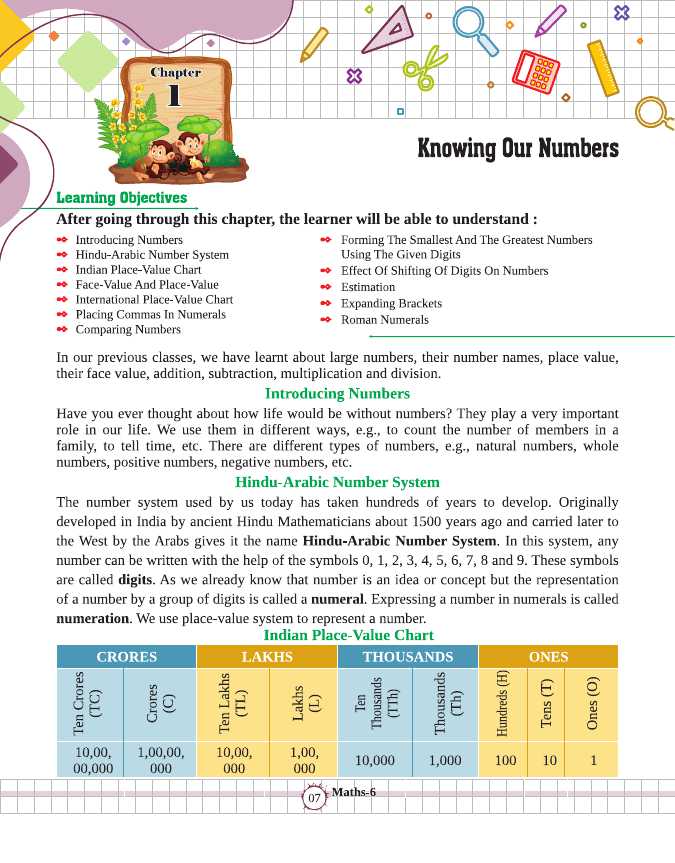 Chapter
1
Knowing Our Numbers
Learning Objectives
After going through this chapter, the learner will be able to understand :
Introducing Numbers
Hindu-Arabic Number System
Indian Place-Value Chart
Face-Value And Place-Value
International Place-Value Chart
Placing Commas In Numerals
Comparing Numbers
Forming The Smallest And The Greatest Numbers
Using The Given Digits
Effect Of Shifting Of Digits On Numbers
Estimation
Expanding Brackets
Roman Numerals
In our previous classes, we have learnt about large numbers, their number names, place value,
their face value, addition, subtraction, multiplication and division.
Introducing Numbers
Have you ever thought about how life would be without numbers? They play a very important
role in our life. We use them in different ways, e.g., to count the number of members in a
family, to tell time, etc. There are different types of numbers, e.g., natural numbers, whole
numbers, positive numbers, negative numbers, etc.
Hindu-Arabic Number System
The number system used by us today has taken hundreds of years to develop. Originally
developed in India by ancient Hindu Mathematicians about 1500 years ago and carried later to
the West by the Arabs gives it the name Hindu-Arabic Number System. In this system, any
number can be written with the help of the symbols 0, 1, 2, 3, 4, 5, 6, 7, 8 and 9. These symbols
are called digits. As we already know that number is an idea or concept but the representation
of a number by a group of digits is called a numeral. Expressing a number in numerals is called
numeration. We use place-value system to represent a number.
Indian Place-Value Chart
CRORES LAKHS THOUSANDS ONES
Ten Crores
(TC)
Crores
(C)
Ten Lakhs
(TL)
Lakhs
(L)
Ten
Thousands
(TTh)
Thousands
(Th)
Hundreds (H)
Tens (T)
Ones (O)
10,00,
00,000
1,00,00,
000
10,00,
000
1,00,
000
10,000
1,000
100
10
1
07
Maths-6